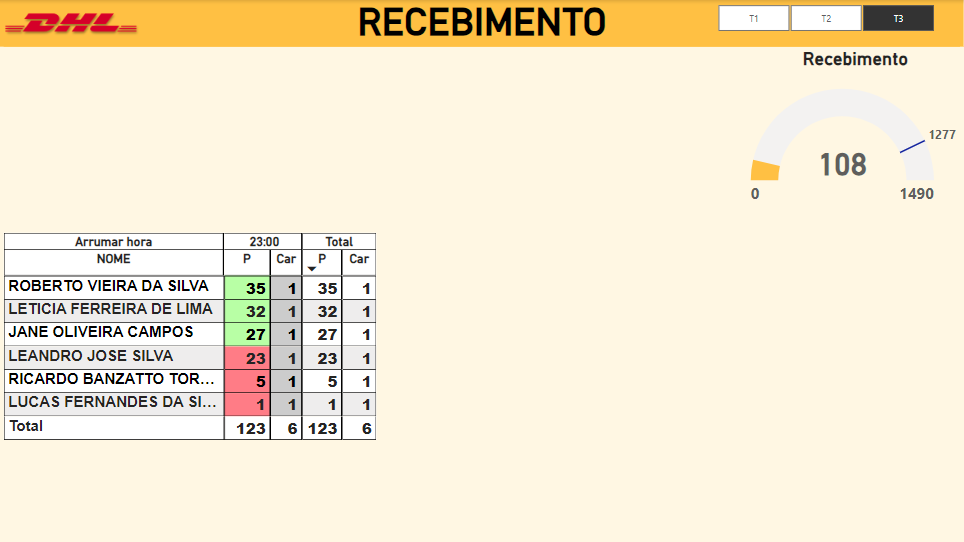 DHL
RECEBIMENTO
T1 T2 T3
Recebimento
1277
108
0 1490
Arrumar hora 23:00 Total
NOME P Car P Car
ROBERTO VIEIRA DA SILVA 35 1 35 1
LETICIA FERREIRA DE LIMA 32 1 32 1
JANE OLIVEIRA CAMPOS 27 1 27 1
LEANDRO JOSE SILVA 23 1 23 1
RICARDO BANZATTO TOR... 5 1 5 1
LUCAS FERNANDES DA SI... 1 1 1 1
Total 123 6 123 6